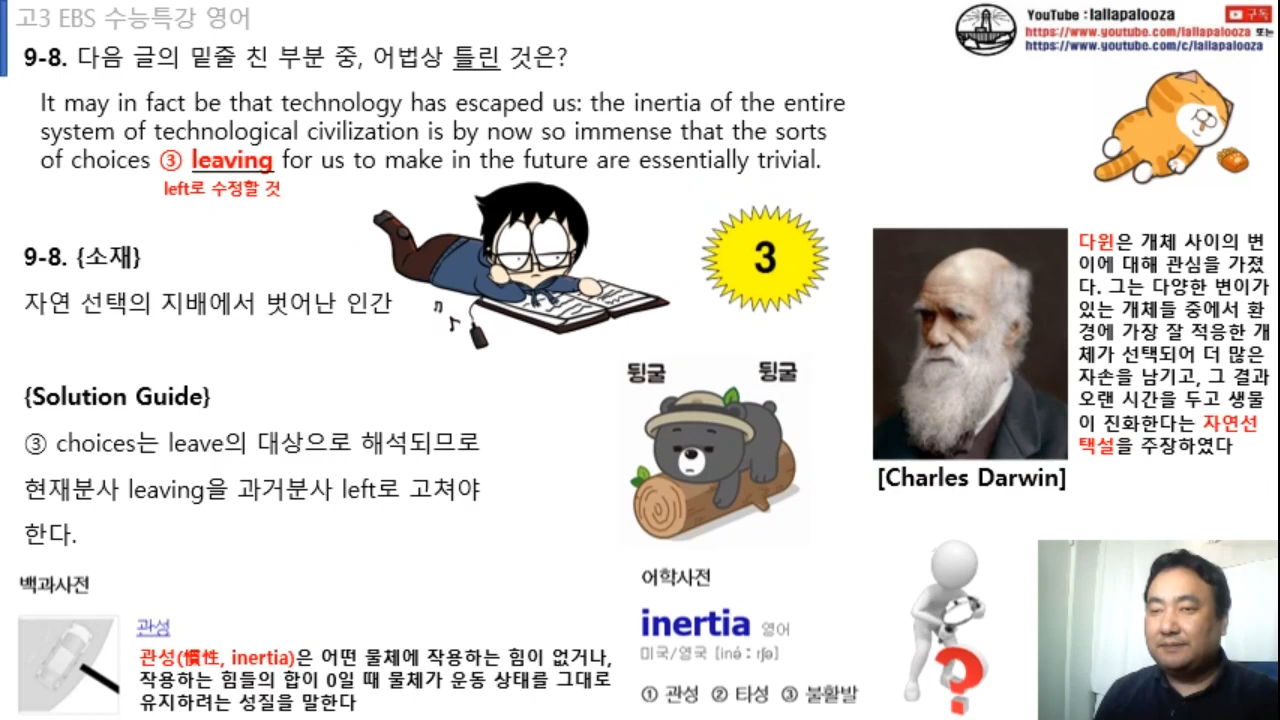 고3 EBS 수능특강 영어
YouTube : lallapalooza
구독
https://www.youtube.com/lallapalooza 또는
https://www.youtube.com/c/lallapalooza
9-8. 다음 글의 밑줄 친 부분 중, 어법상 틀린 것은?
It may in fact be that technology has escaped us: the inertia of the entire
system of technological civilization is by now so immense that the sorts
of choices ③ leaving for us to make in the future are essentially trivial.
left로 수정할 것
9-8. {소재}
자연 선택의 지배에서 벗어난 인간
3
다윈은 개체 사이의 변
이에 대해 관심을 가졌
다. 그는 다양한 변이가
있는 개체들 중에서 환
경에 가장 잘 적응한 개
체가 선택되어 더 많은
자손을 남기고, 그 결과
오랜 시간을 두고 생물
이 진화한다는 자연선
택설을 주장하였다
[Charles Darwin]
{Solution Guide}
③ choices는 leave의 대상으로 해석되므로
현재분사 leaving을 과거분사 left로 고쳐야
한다.
뒹굴 뒹굴
백과사전
관성
관성(慣性, inertia)은 어떤 물체에 작용하는 힘이 없거나,
작용하는 힘들의 합이 0일 때 물체가 운동 상태를 그대로
유지하려는 성질을 말한다
어학사전
inertia 영어
미국/영국 [inə́ːrʃə]
① 관성 ② 타성 ③ 불활발